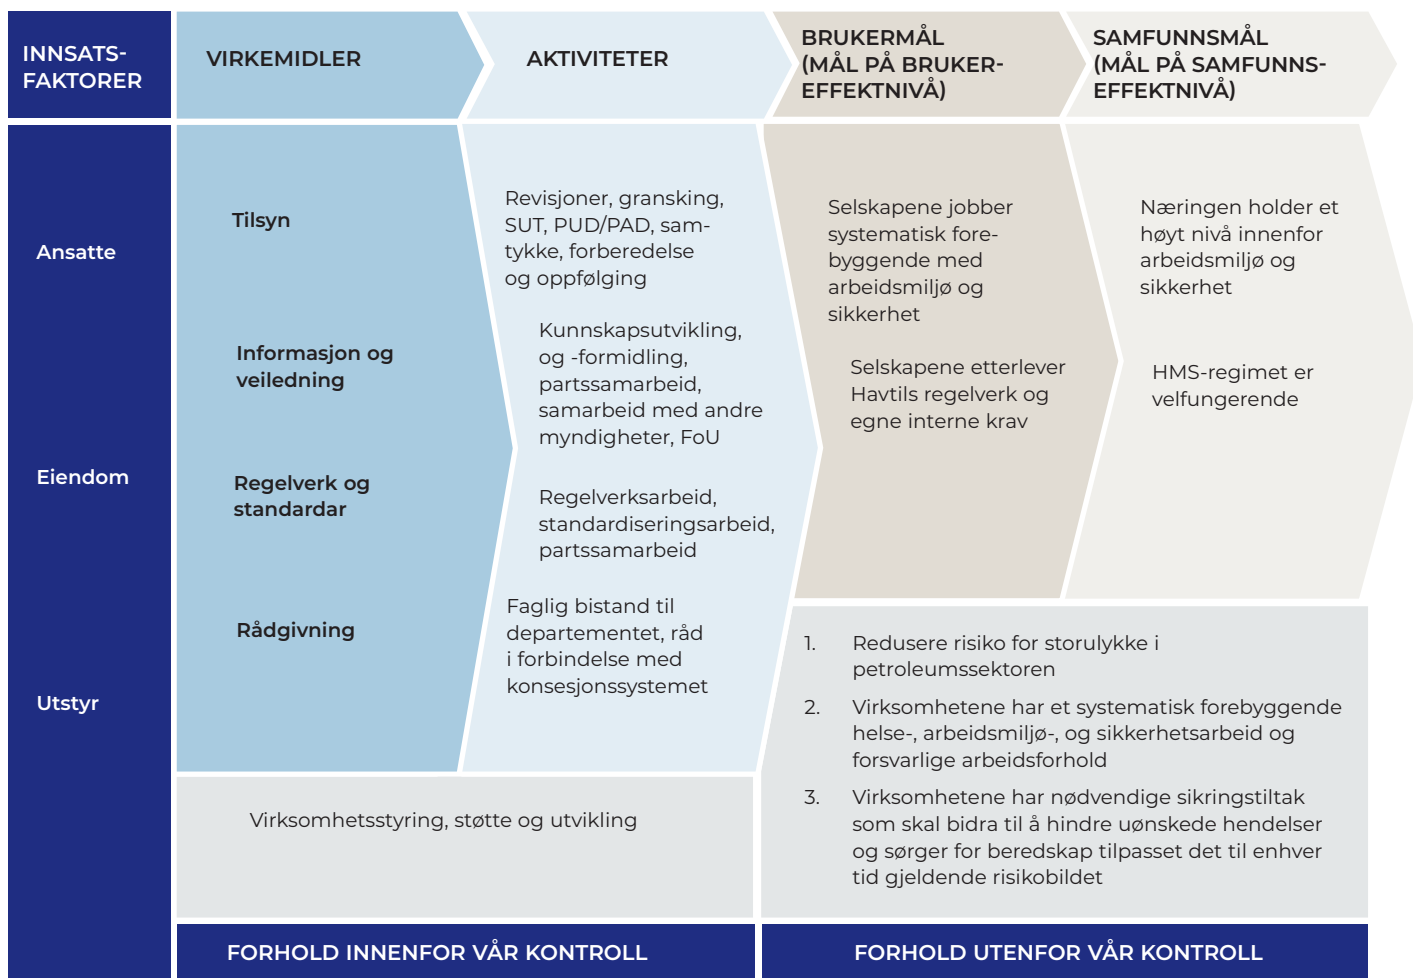 INNSATS-
FAKTORER
VIRKEMIDLER
AKTIVITETER
BRUKERMÅL
(MÅL PÅ BRUKER-
EFFEKTNIVÅ)
SAMFUNNSMÅL
(MÅL PÅ SAMFUNNS-
EFFEKTNIVÅ)
Ansatte
Eiendom
Utstyr
Tilsyn
Informasjon og
veiledning
Regelverk og
standardar
Rådgivning
Revisjoner, gransking,
SUT, PUD/PAD, sam-
tykke, forberedelse
og oppfølging
Kunnskapsutvikling,
og -formidling,
partssamarbeid,
samarbeid med andre
myndigheter, FoU
Regelverksarbeid,
standardiseringsarbeid,
partssamarbeid
Faglig bistand til
departementet, råd
i forbindelse med
konsesjonssystemet
Selskapene jobber
systematisk fore-
byggende med
arbeidsmiljø og
sikkerhet
Selskapene etterlever
Havtils regelverk og
egne interne krav
Næringen holder et
høyt nivå innenfor
arbeidsmiljø og
sikkerhet
HMS-regimet er
velfungerende
Virksomhetsstyring, støtte og utvikling
1. Redusere risiko for storulykke i
petroleumssektoren
2. Virksomhetene har et systematisk forebyggende
helse-, arbeidsmiljø-, og sikkerhetsarbeid og
forsvarlige arbeidsforhold
3. Virksomhetene har nødvendige sikringstiltak
som skal bidra til å hindre uønskede hendelser
og sørger for beredskap tilpasset det til enhver
tid gjeldende risikobildet
FORHOLD INNENFOR VÅR KONTROLL
FORHOLD UTENFOR VÅR KONTROLL